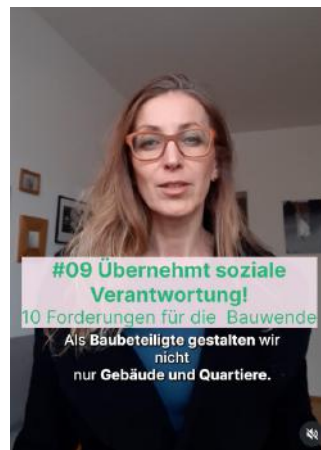 #09 Übernehmt soziale
Verantwortung!
10 Forderungen für die Bauwende
Als Baubeteiligte gestalten wir
nicht
nur Gebäude und Quartiere.